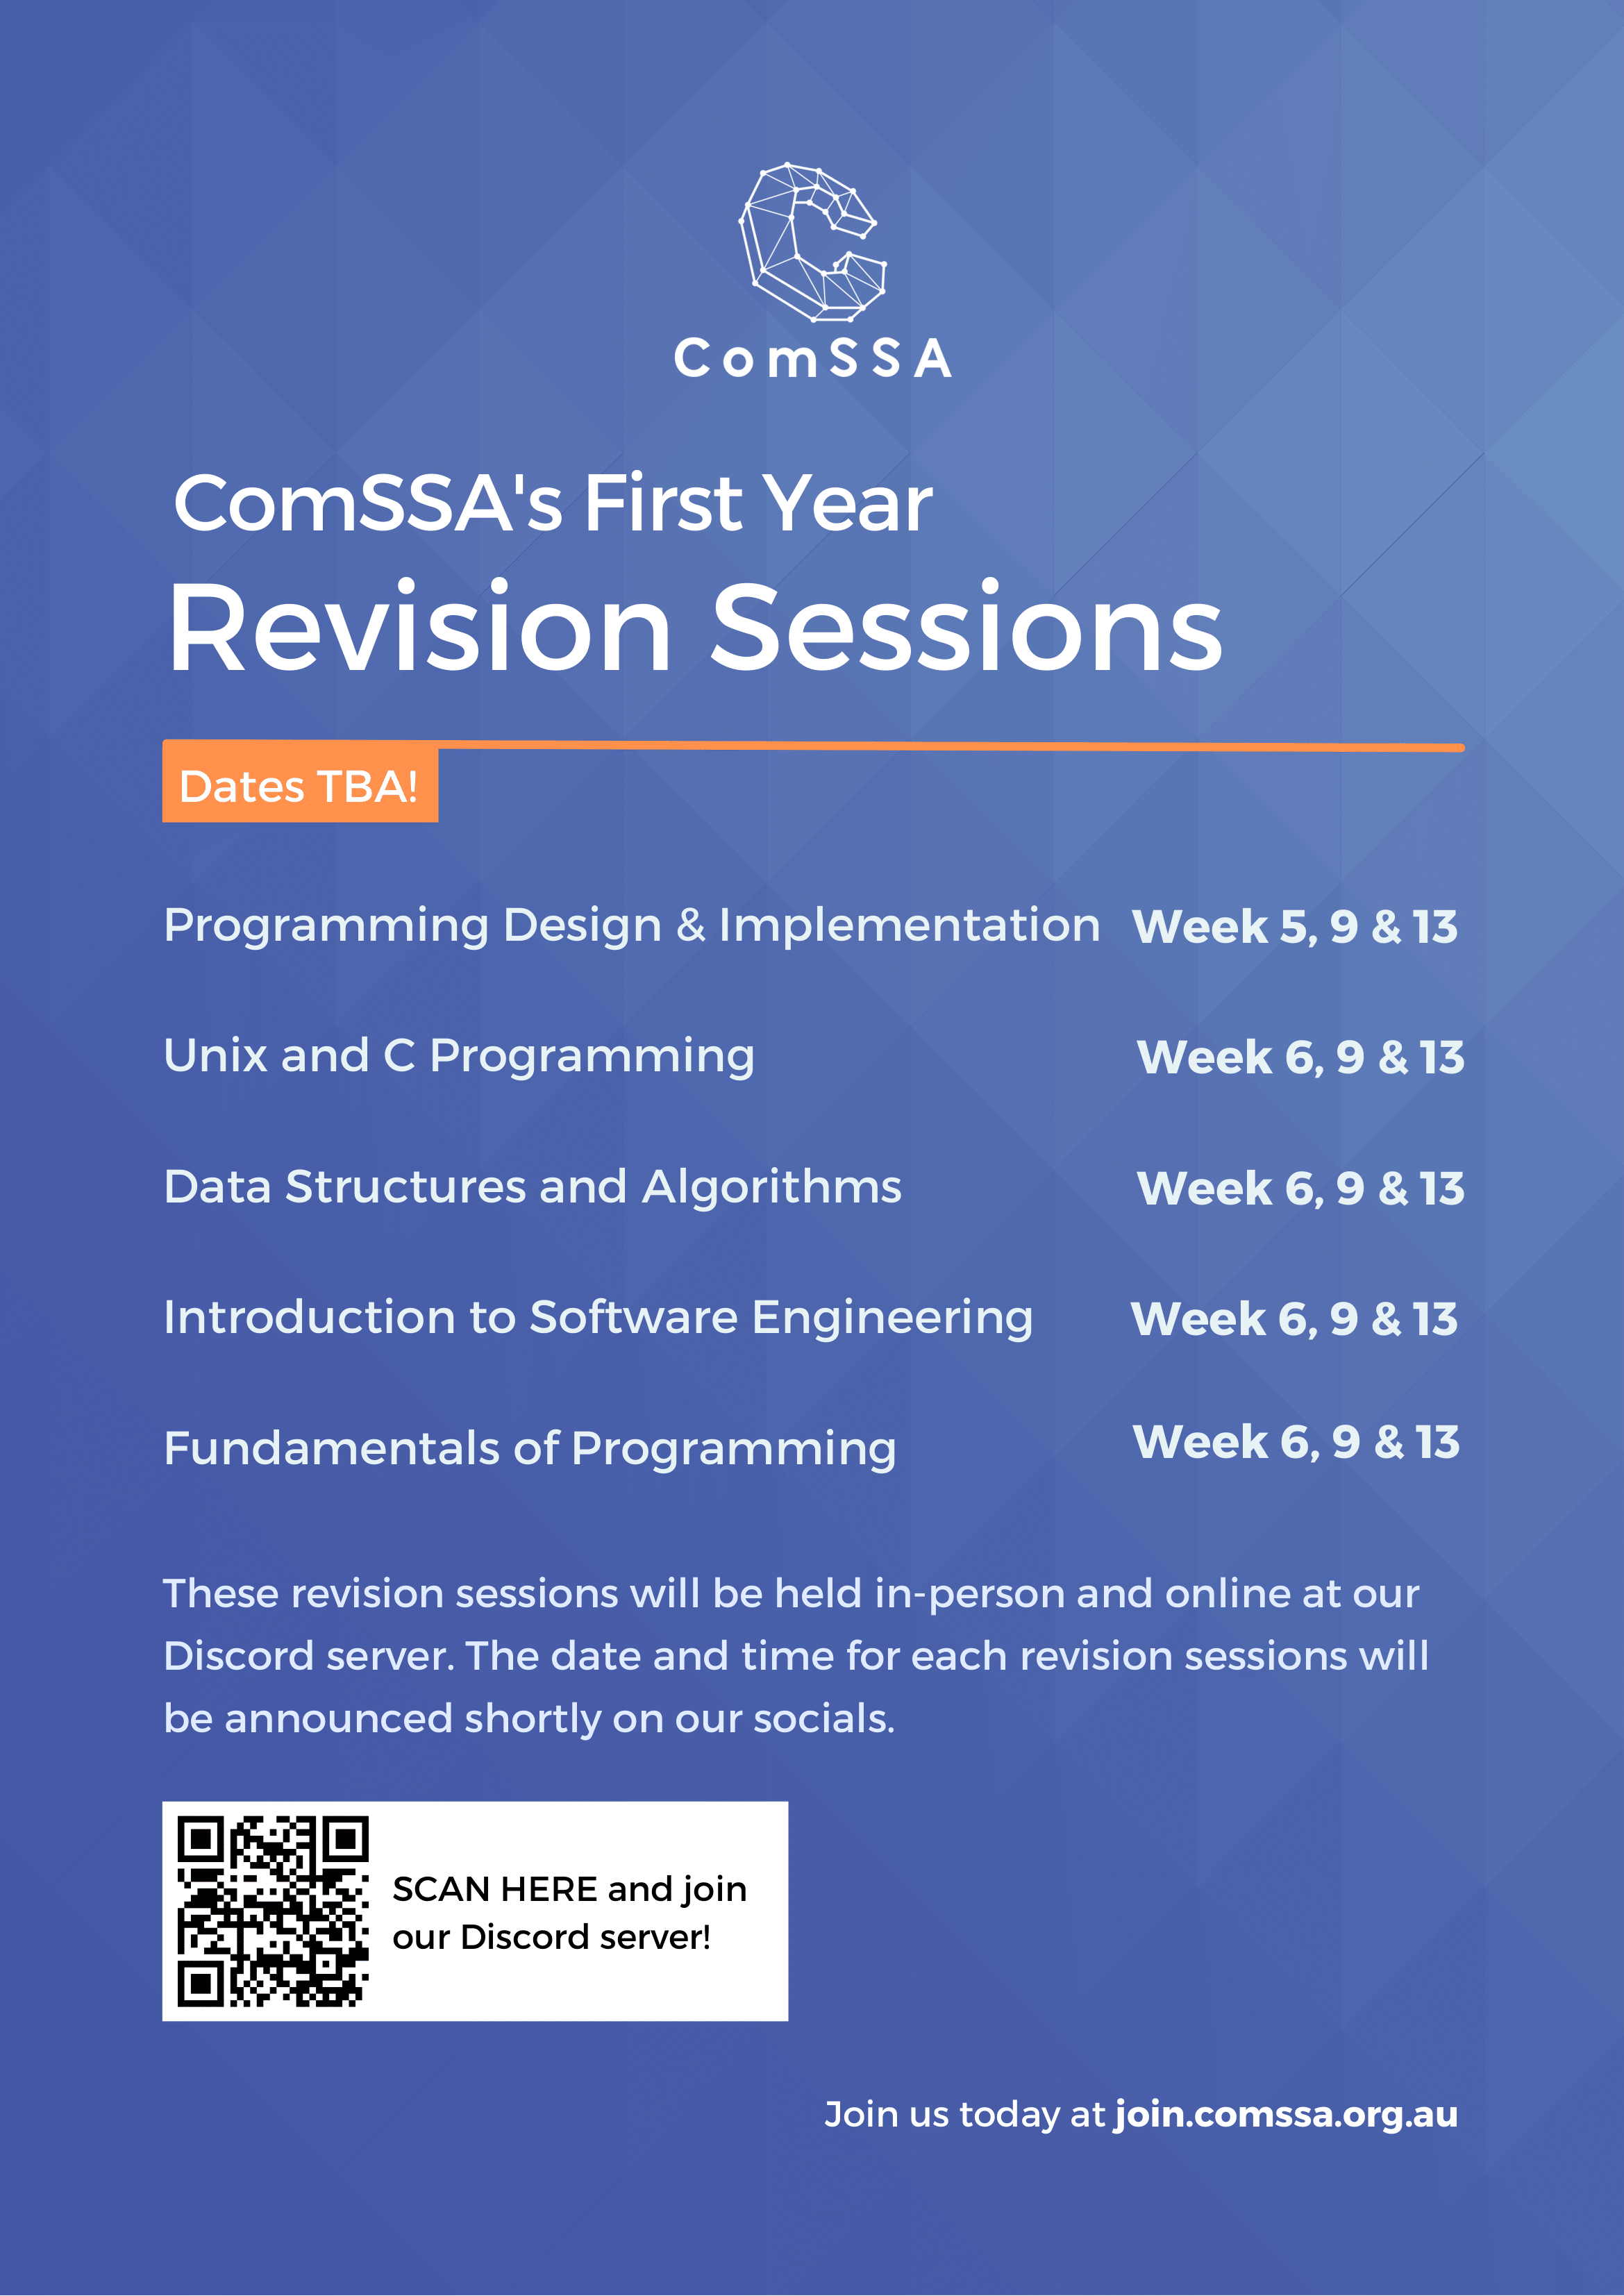 ComSSA
ComSSA's First Year
Revision Sessions
Dates TBA!
Programming Design & Implementation Week 5, 9 & 13
Unix and C Programming Week 6, 9 & 13
Data Structures and Algorithms Week 6, 9 & 13
Introduction to Software Engineering Week 6, 9 & 13
Fundamentals of Programming Week 6, 9 & 13
These revision sessions will be held in-person and online at our
Discord server. The date and time for each revision sessions will
be announced shortly on our socials.
SCAN HERE and join
our Discord server!
Join us today at join.comssa.org.au